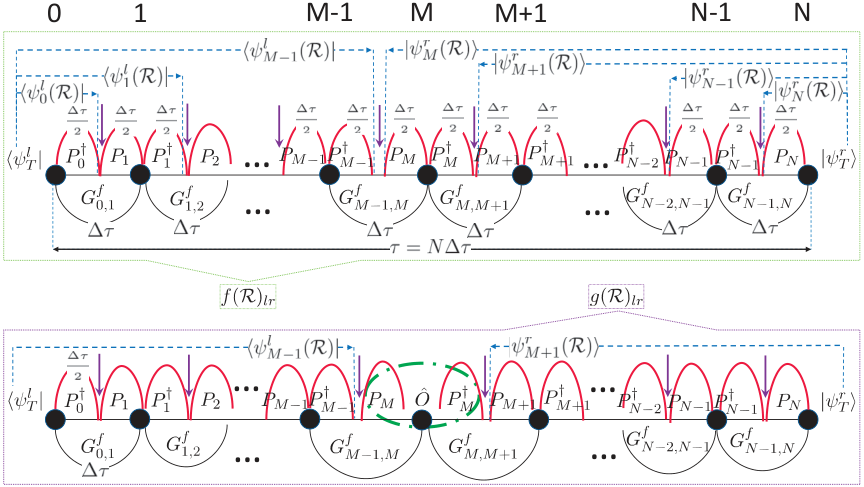 0 1 M-1 M M+1 N-1 N
⟨ψ^l_{M−1}(ℛ)| |ψ^r_M(ℛ)⟩
⟨ψ^l_1(ℛ)| |ψ^r_{M+1}(ℛ)⟩ |ψ^r_{N−1}(ℛ)⟩
⟨ψ^l_0(ℛ)| |ψ^r_N(ℛ)⟩
Δτ/2 Δτ/2 Δτ/2 Δτ/2 Δτ/2 Δτ/2 Δτ/2 Δτ/2 Δτ/2 Δτ/2
⟨ψ^l_T| P^†_0 P_1 P^†_1 P_2 ... P_{M−1} P^†_{M−1} P_M P^†_M P_{M+1} P^†_{M+1} ... P^†_{N−2} P_{N−1} P^†_{N−1} P_N |ψ^r_T⟩
G^f_{0,1} G^f_{1,2} ... G^f_{M−1,M} G^f_{M,M+1} ... G^f_{N−2,N−1} G^f_{N−1,N}
Δτ Δτ Δτ Δτ Δτ Δτ
τ = NΔτ
f(ℛ)_{lr} g(ℛ)_{lr}
⟨ψ^l_{M−1}(ℛ)| |ψ^r_{M+1}(ℛ)⟩
Δτ/2
⟨ψ^l_T| P^†_0 P_1 P^†_1 P_2 ... P_{M−1} P^†_{M−1} P_M Ô P^†_M P_{M+1} P^†_{M+1} ... P^†_{N−2} P_{N−1} P^†_{N−1} P_N |ψ^r_T⟩
G^f_{0,1} G^f_{1,2} ... G^f_{M−1,M} G^f_{M,M+1} ... G^f_{N−2,N−1} G^f_{N−1,N}
Δτ